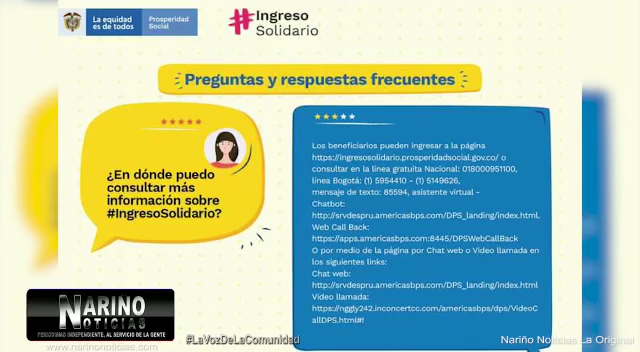 La equidad
es de todos
Prosperidad
Social
#Ingreso
Solidario
Preguntas y respuestas frecuentes
¿En dónde puedo
consultar más
información sobre
#IngresoSolidario?
Los beneficiarios pueden ingresar a la página
https://ingresosolidario.prosperidadsocial.gov.co/ o
consultar en la línea gratuita Nacional: 018000951100,
línea Bogotá: (1) 5954410 - (1) 5149626,
mensaje de texto: 85594, asistente virtual -
Chatbot:
http://srvdespru.americasbps.com/DPS_landing/index.html.
Web Call Back:
https://apps.americasbps.com:8445/DPSWebCallBack
O por medio de la página por Chat web o Video llamada en
los siguientes links:
Chat web:
http://srvdespru.americasbps.com/DPS_landing/index.html
Video llamada:
https://nggly242.inconcertcc.com/americasbps/dps/VideoC
allDPS.html#!
NARINO
NOTICIAS
PERIODISMO INDEPENDIENTE, AL SERVICIO DE LA GENTE
www.narinonoticias.com
#LaVozDeLaComunidad
Nariño Noticias La Original